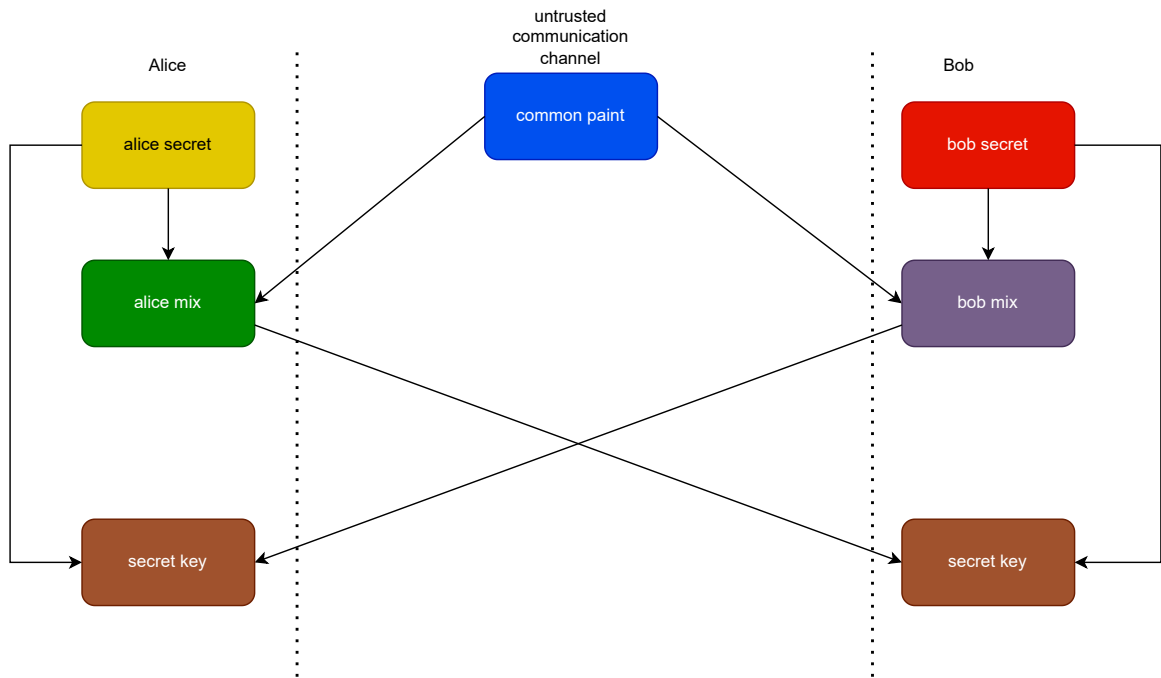 untrusted
communication
channel
Alice
Bob
common paint
alice secret
bob secret
alice mix
bob mix
secret key
secret key